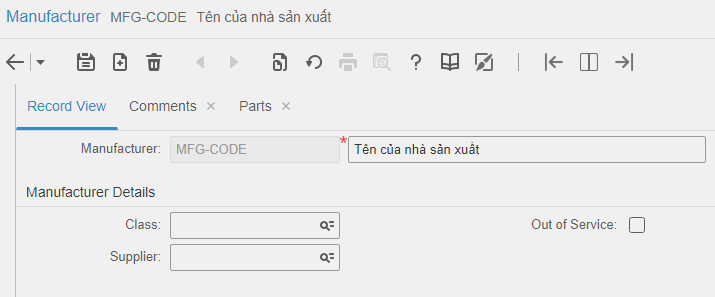 Manufacturer MFG-CODE Tên của nhà sản xuất
Record View Comments × Parts ×
Manufacturer: MFG-CODE * Tên của nhà sản xuất
Manufacturer Details
Class: Out of Service:
Supplier: